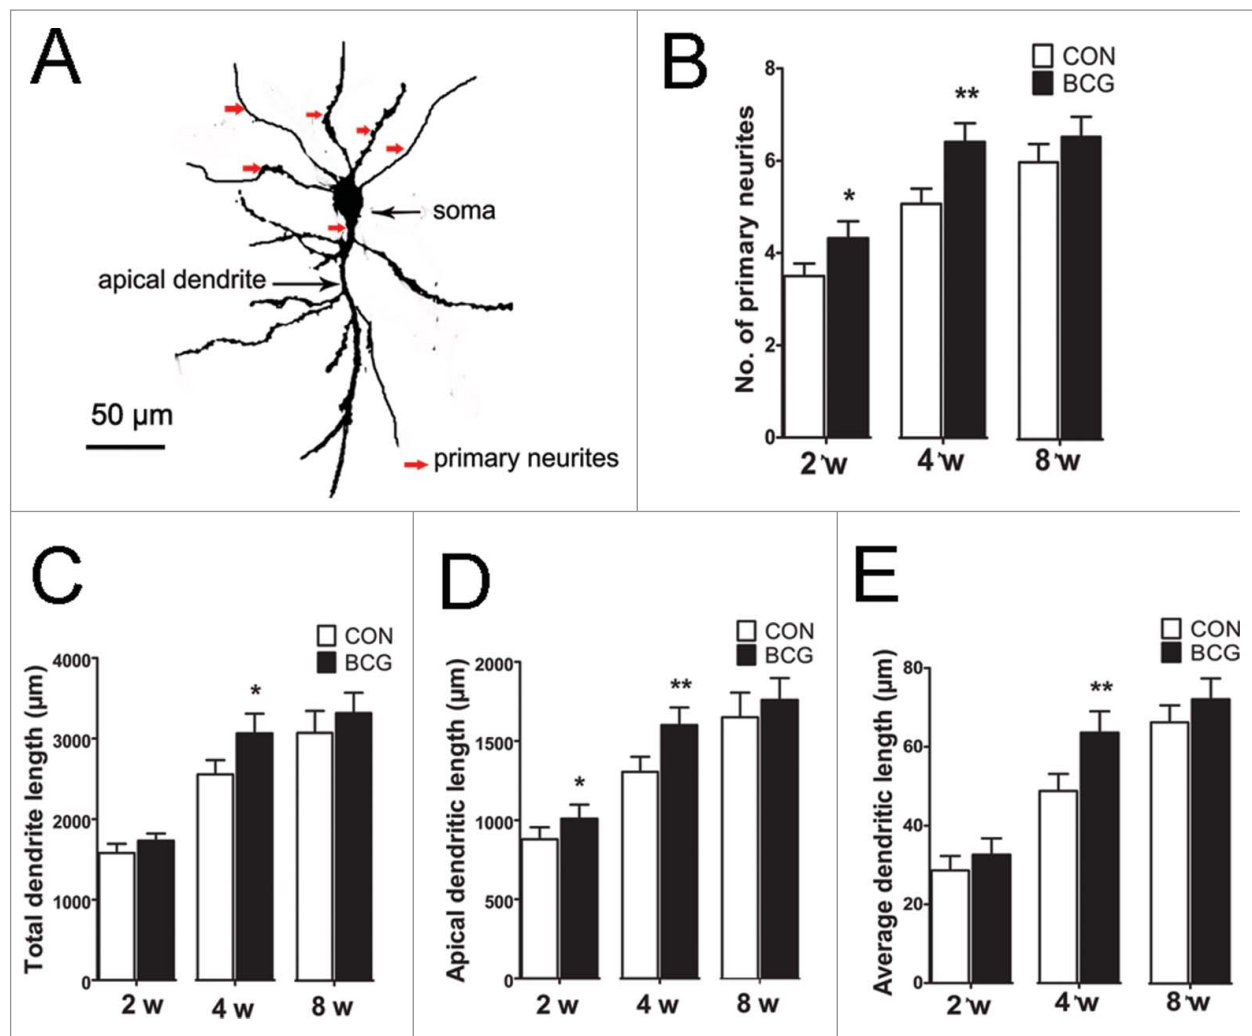 A
soma
apical dendrite
50 µm
primary neurites
B
CON
BCG
No. of primary neurites
8
6
4
2
0
*
**
2 w
4 w
8 w
C
CON
BCG
Total dendrite length (µm)
4000
3000
2000
1000
0
*
2 w
4 w
8 w
D
CON
BCG
Apical dendritic length (µm)
2000
1500
1000
500
0
*
**
2 w
4 w
8 w
E
CON
BCG
Average dendritic length (µm)
80
60
40
20
0
**
2 w
4 w
8 w